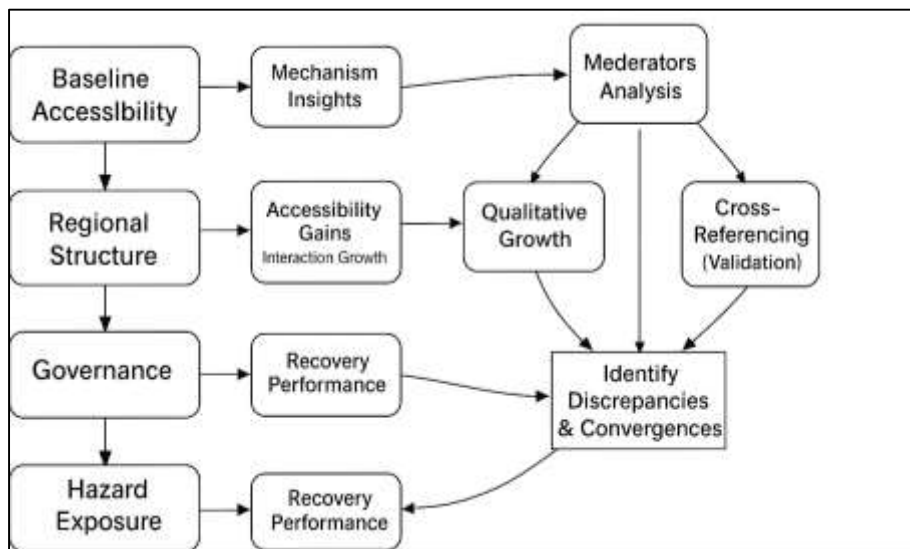 Baseline
AccessIbility
Mechanism
Insights
Mederators
Analysis
Regional
Structure
Accessibility
Gains
Interaction Growth
Qualitative
Growth
Cross-
Referencing
(Validation)
Governance
Recovery
Performance
Identify
Discrepancies
& Convergences
Hazard
Exposure
Recovery
Performance